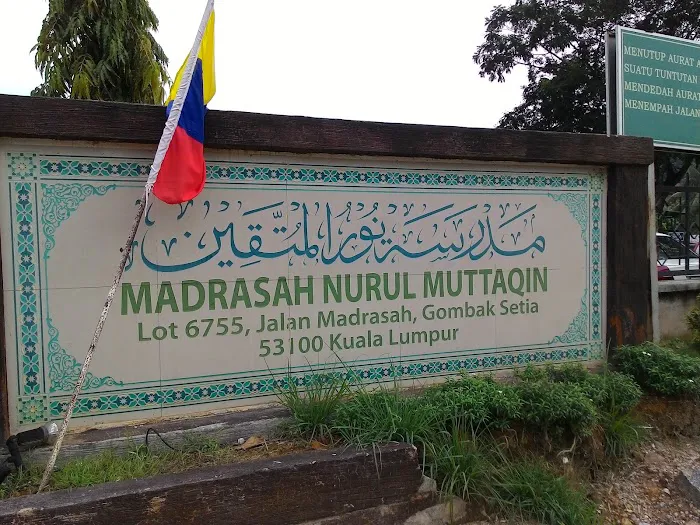 مدرسة نور المتقين
MADRASAH NURUL MUTTAQIN
Lot 6755, Jalan Madrasah, Gombak Setia
53100 Kuala Lumpur
MENUTUP AURAT A
SUATU TUNTUTAN
MENDEDAH AURAT
MENEMPAH JALAN